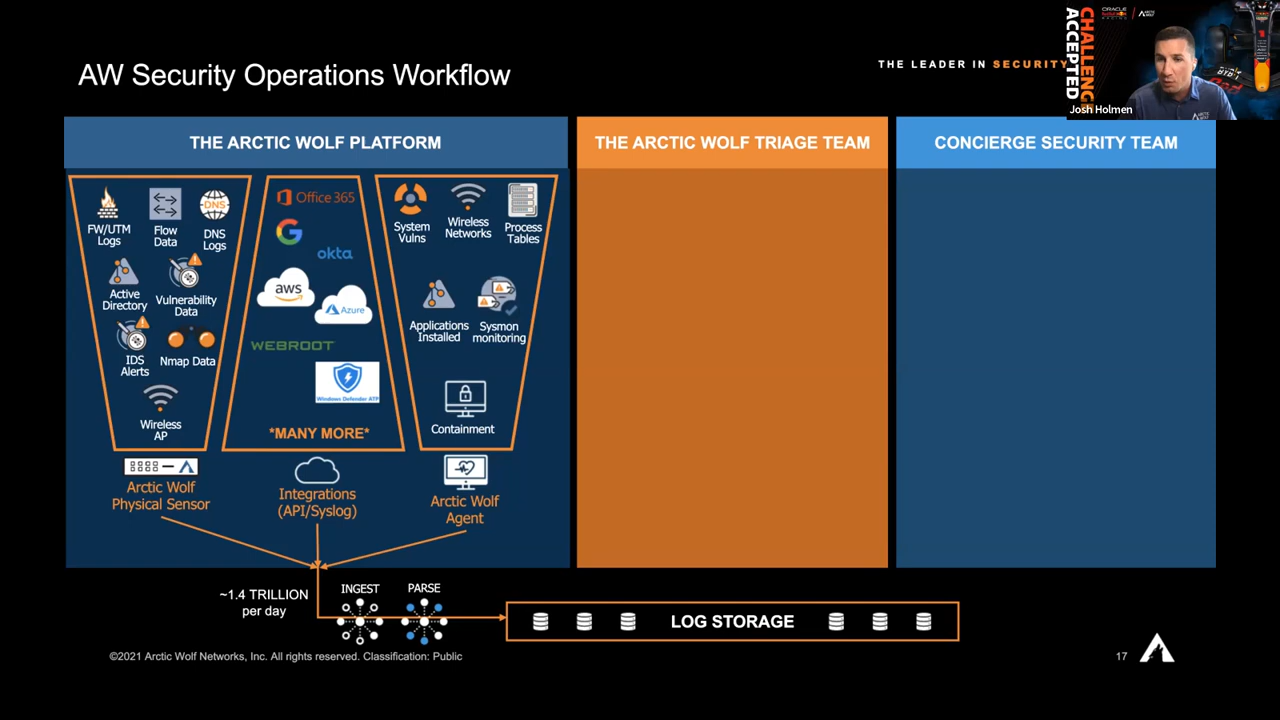 AW Security Operations Workflow
THE LEADER IN SECURITY
CHALLENGE
ACCEPTED
ORACLE
Josh Holmen
THE ARCTIC WOLF PLATFORM
THE ARCTIC WOLF TRIAGE TEAM
CONCIERGE SECURITY TEAM
FW/UTM
Logs
Flow
Data
DNS
DNS
Logs
Active
Directory
Vulnerability
Data
IDS
Alerts
Nmap Data
Wireless
AP
Office 365
G
okta
aws
Azure
WEBROOT
Windows Defender ATP
*MANY MORE*
System
Vulns
Wireless
Networks
Process
Tables
Applications
Installed
Sysmon
monitoring
Containment
Arctic Wolf
Physical Sensor
Integrations
(API/Syslog)
Arctic Wolf
Agent
~1.4 TRILLION
per day
INGEST
PARSE
LOG STORAGE
©2021 Arctic Wolf Networks, Inc. All rights reserved. Classification: Public
17